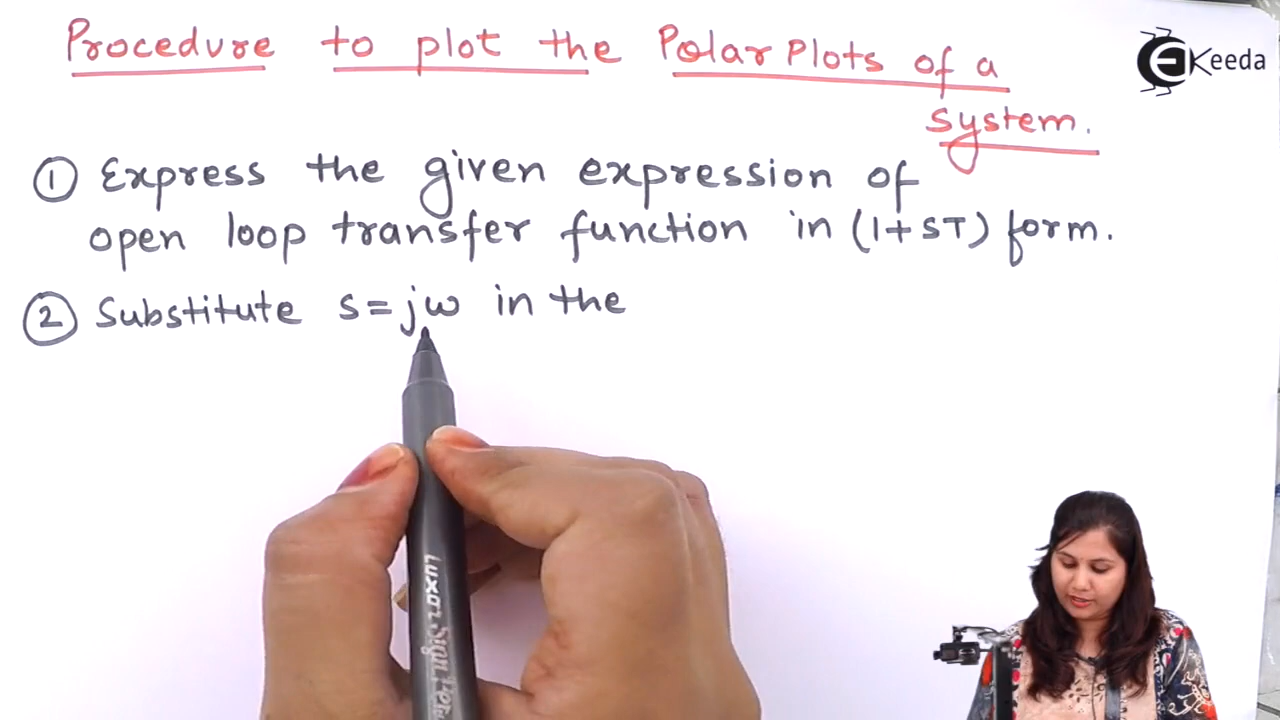 Procedure to plot the Polar Plots of a
system.
Ekeeda
① Express the given expression of
open loop transfer function in (1+ST) form.
② Substitute s=jω in the
Luxor Sign Pen